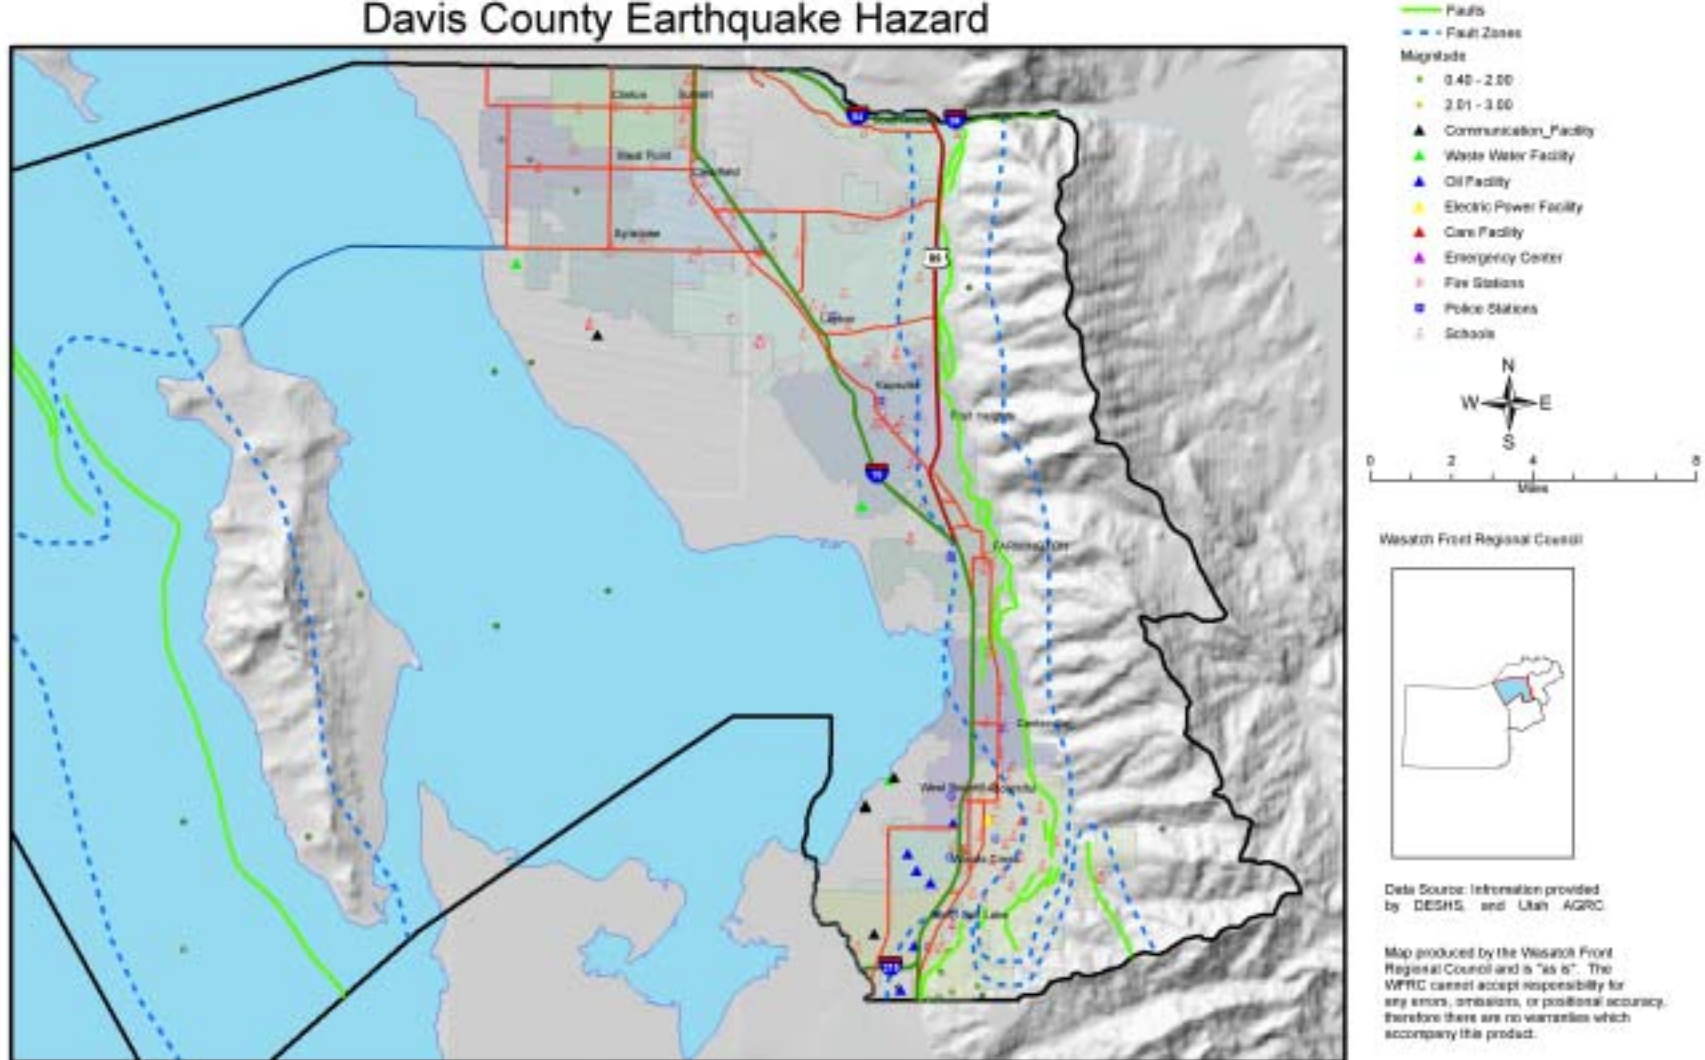 Davis County Earthquake Hazard
Faults
Fault Zones
Magnitude
0.40 - 2.00
2.01 - 3.00
Communication_Facility
Waste Water Facility
Oil Facility
Electric Power Facility
Care Facility
Emergency Center
Fire Stations
Police Stations
Schools
N
W E
S
0 2 4 8
Miles
Wasatch Front Regional Council
Data Source: Infromation provided
by DESHS, and Utah AGRC
Map produced by the Wasatch Front
Regional Council and is "as is". The
WFRC cannot accept responsibility for
any errors, omissions, or positional accuracy,
therefore there are no warranties which
accompany this product.
Clinton
Sunset
West Point
Clearfield
Syracuse
84
89
Layton
Kaysville
Fruit Heights
15
FARMINGTON
Centerville
Woods Cross
North Salt Lake
215